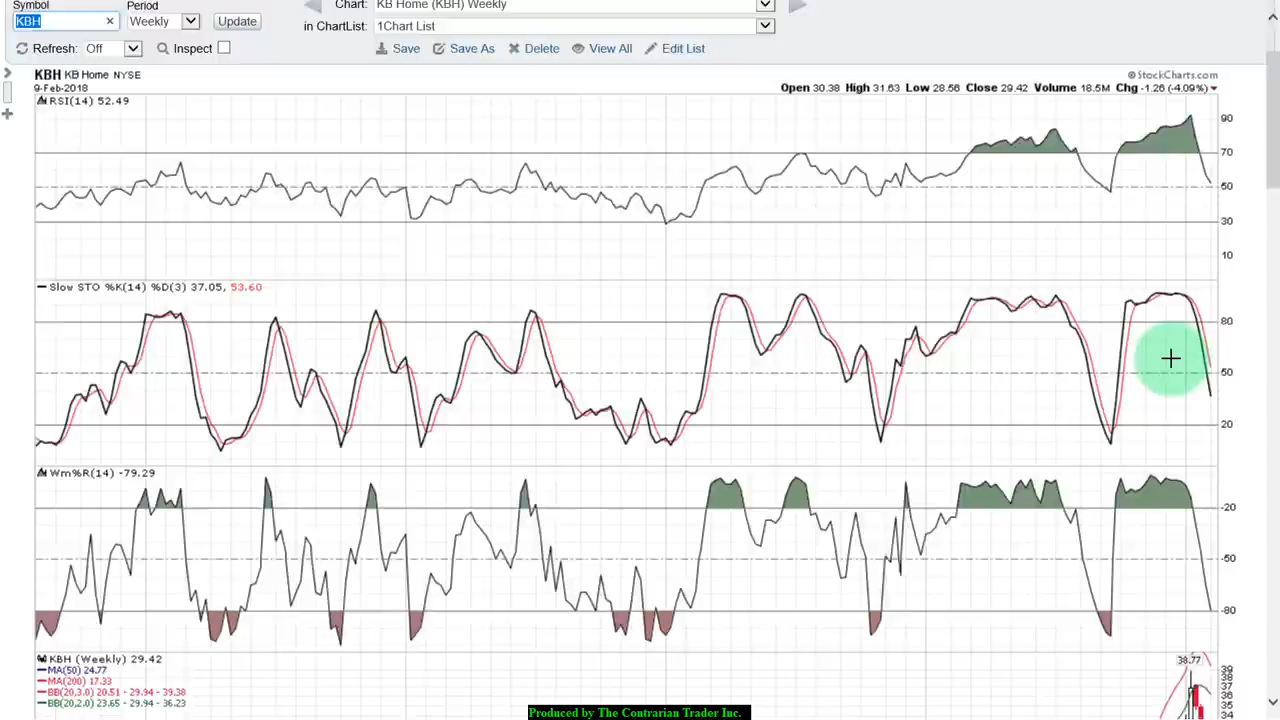 Symbol Period Chart: KB Home (KBH) Weekly
KBH × Weekly Update in ChartList: 1Chart List
Refresh: Off Inspect Save Save As Delete View All Edit List
KBH KB Home NYSE ©StockCharts.com
9-Feb-2018 Open 30.38 High 31.63 Low 28.56 Close 29.42 Volume 18.5M Chg -1.26 (-4.09%)
RSI(14) 52.49
90
70
50
30
10
Slow STO %K(14) %D(3) 37.05, 53.60
80
50
20
Wm%R(14) -79.29
-20
-50
-80
KBH (Weekly) 29.42
MA(50) 24.77
MA(200) 17.33
BB(20,3.0) 20.51 - 29.94 - 39.38
BB(20,2.0) 23.65 - 29.94 - 36.23
38.77
39
38
37
36
35
34
Produced by The Contrarian Trader Inc.